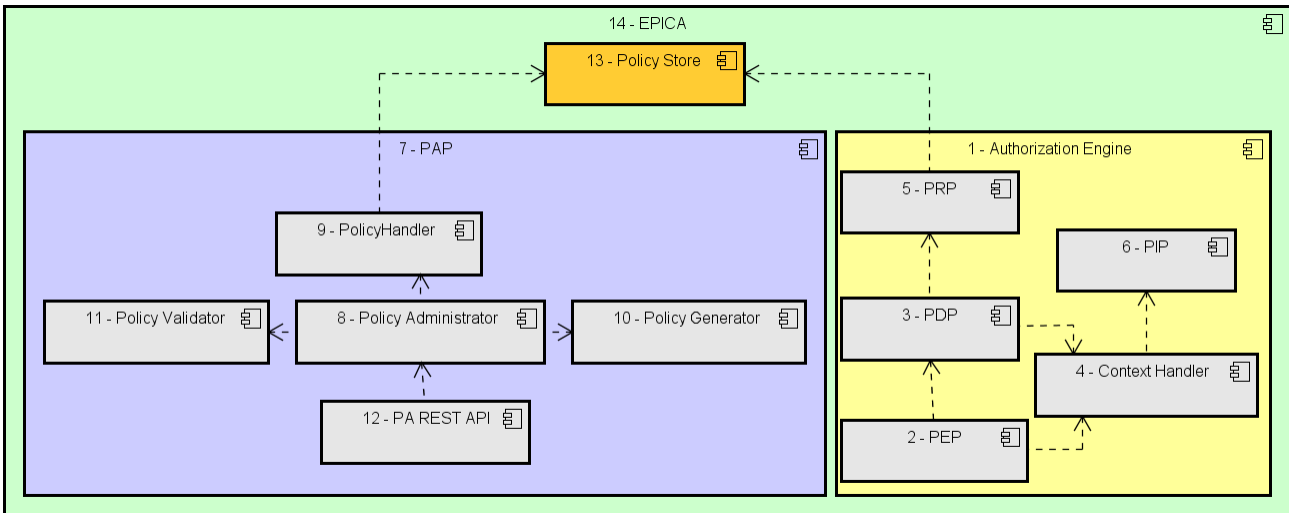 14 - EPICA
13 - Policy Store
7 - PAP
1 - Authorization Engine
5 - PRP
9 - PolicyHandler
6 - PIP
11 - Policy Validator
8 - Policy Administrator
10 - Policy Generator
3 - PDP
4 - Context Handler
12 - PA REST API
2 - PEP